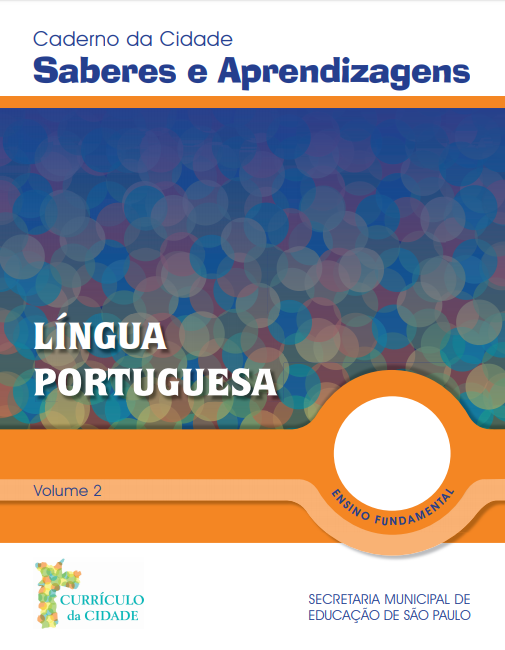 Caderno da Cidade
Saberes e Aprendizagens
LÍNGUA
PORTUGUESA
Volume 2
ENSINO FUNDAMENTAL
CURRÍCULO
da CIDADE
SECRETARIA MUNICIPAL DE
EDUCAÇÃO DE SÃO PAULO